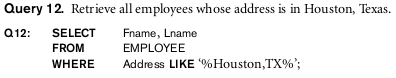 Query 12. Retrieve all employees whose address is in Houston, Texas.
Q12: SELECT Fname, Lname
FROM EMPLOYEE
WHERE Address LIKE ‘%Houston,TX%’;